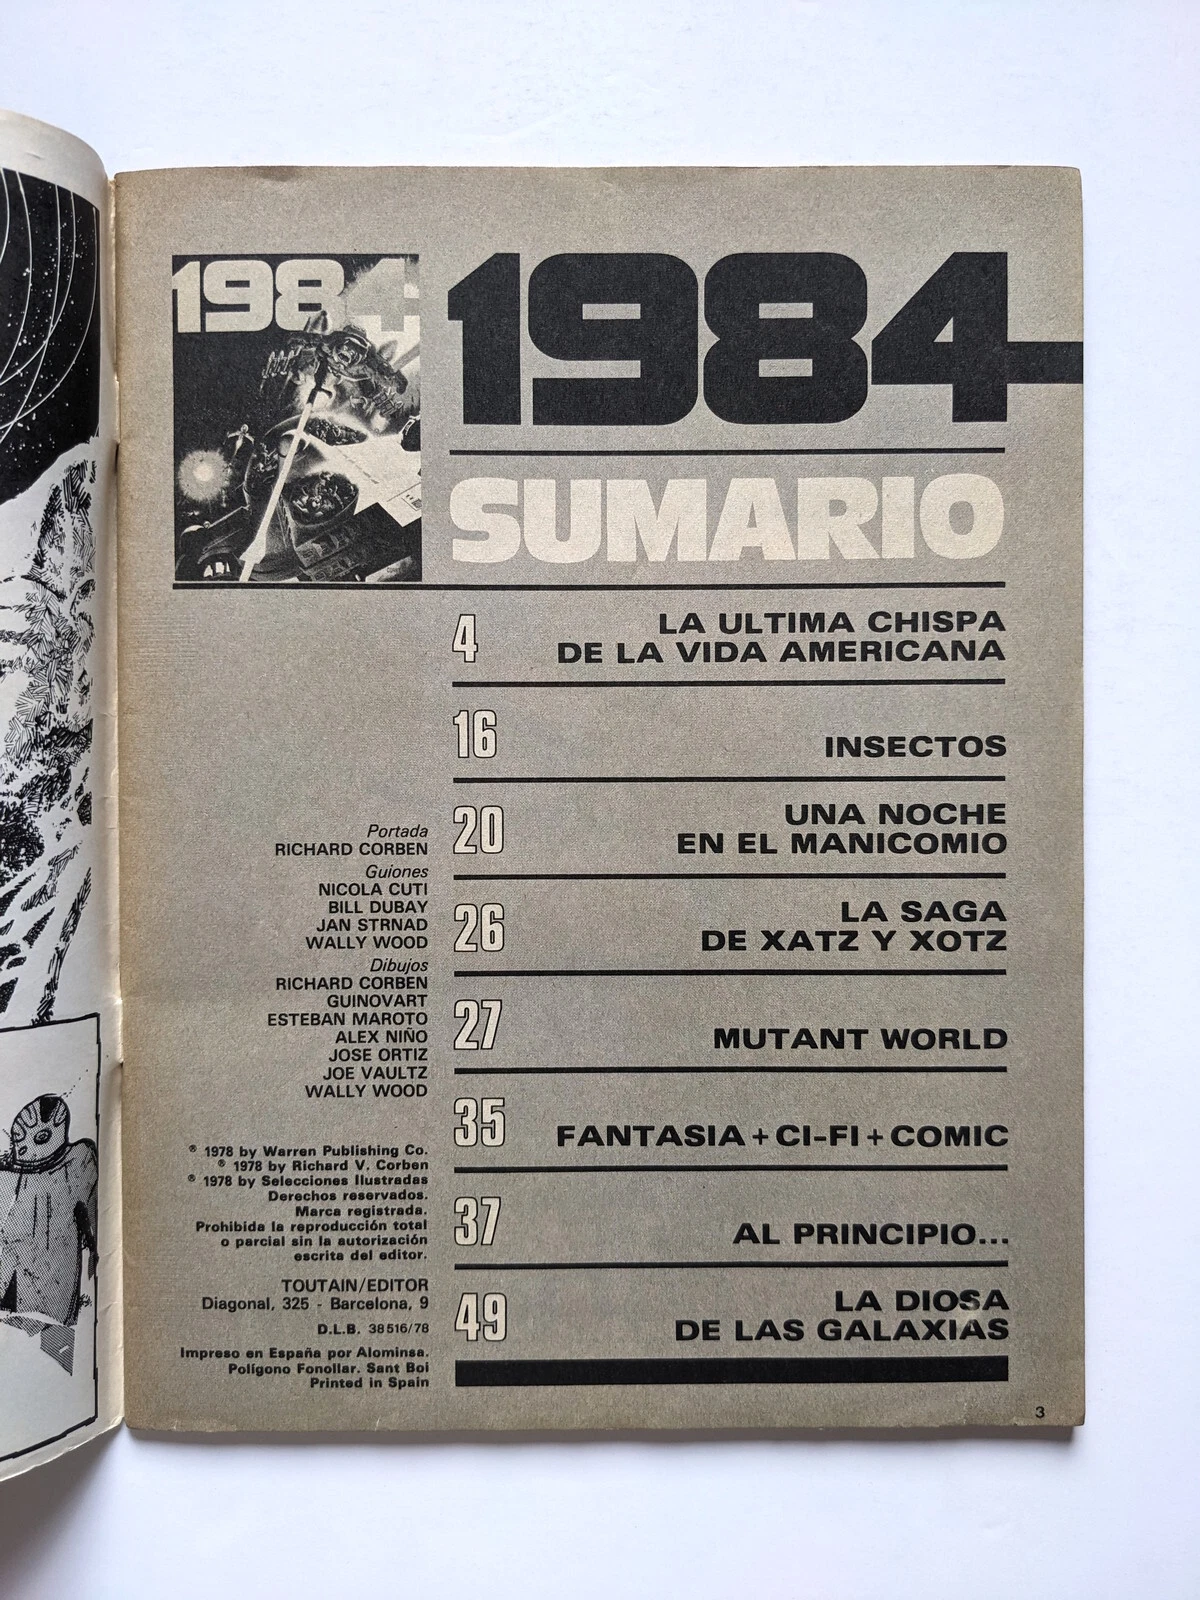 1984
1984
SUMARIO
4
LA ULTIMA CHISPA
DE LA VIDA AMERICANA
16
INSECTOS
20
UNA NOCHE
EN EL MANICOMIO
26
LA SAGA
DE XATZ Y XOTZ
27
MUTANT WORLD
35
FANTASIA + CI-FI + COMIC
37
AL PRINCIPIO...
49
LA DIOSA
DE LAS GALAXIAS
Portada
RICHARD CORBEN
Guiones
NICOLA CUTI
BILL DUBAY
JAN STRNAD
WALLY WOOD
Dibujos
RICHARD CORBEN
GUINOVART
ESTEBAN MAROTO
ALEX NIÑO
JOSE ORTIZ
JOE VAULTZ
WALLY WOOD
® 1978 by Warren Publishing Co.
® 1978 by Richard V. Corben
® 1978 by Selecciones Ilustradas
Derechos reservados.
Marca registrada.
Prohibida la reproducción total
o parcial sin la autorización
escrita del editor.
TOUTAIN/EDITOR
Diagonal, 325 - Barcelona, 9
D.L.B. 38516/78
Impreso en España por Alominsa.
Polígono Fonollar. Sant Boi
Printed in Spain
3